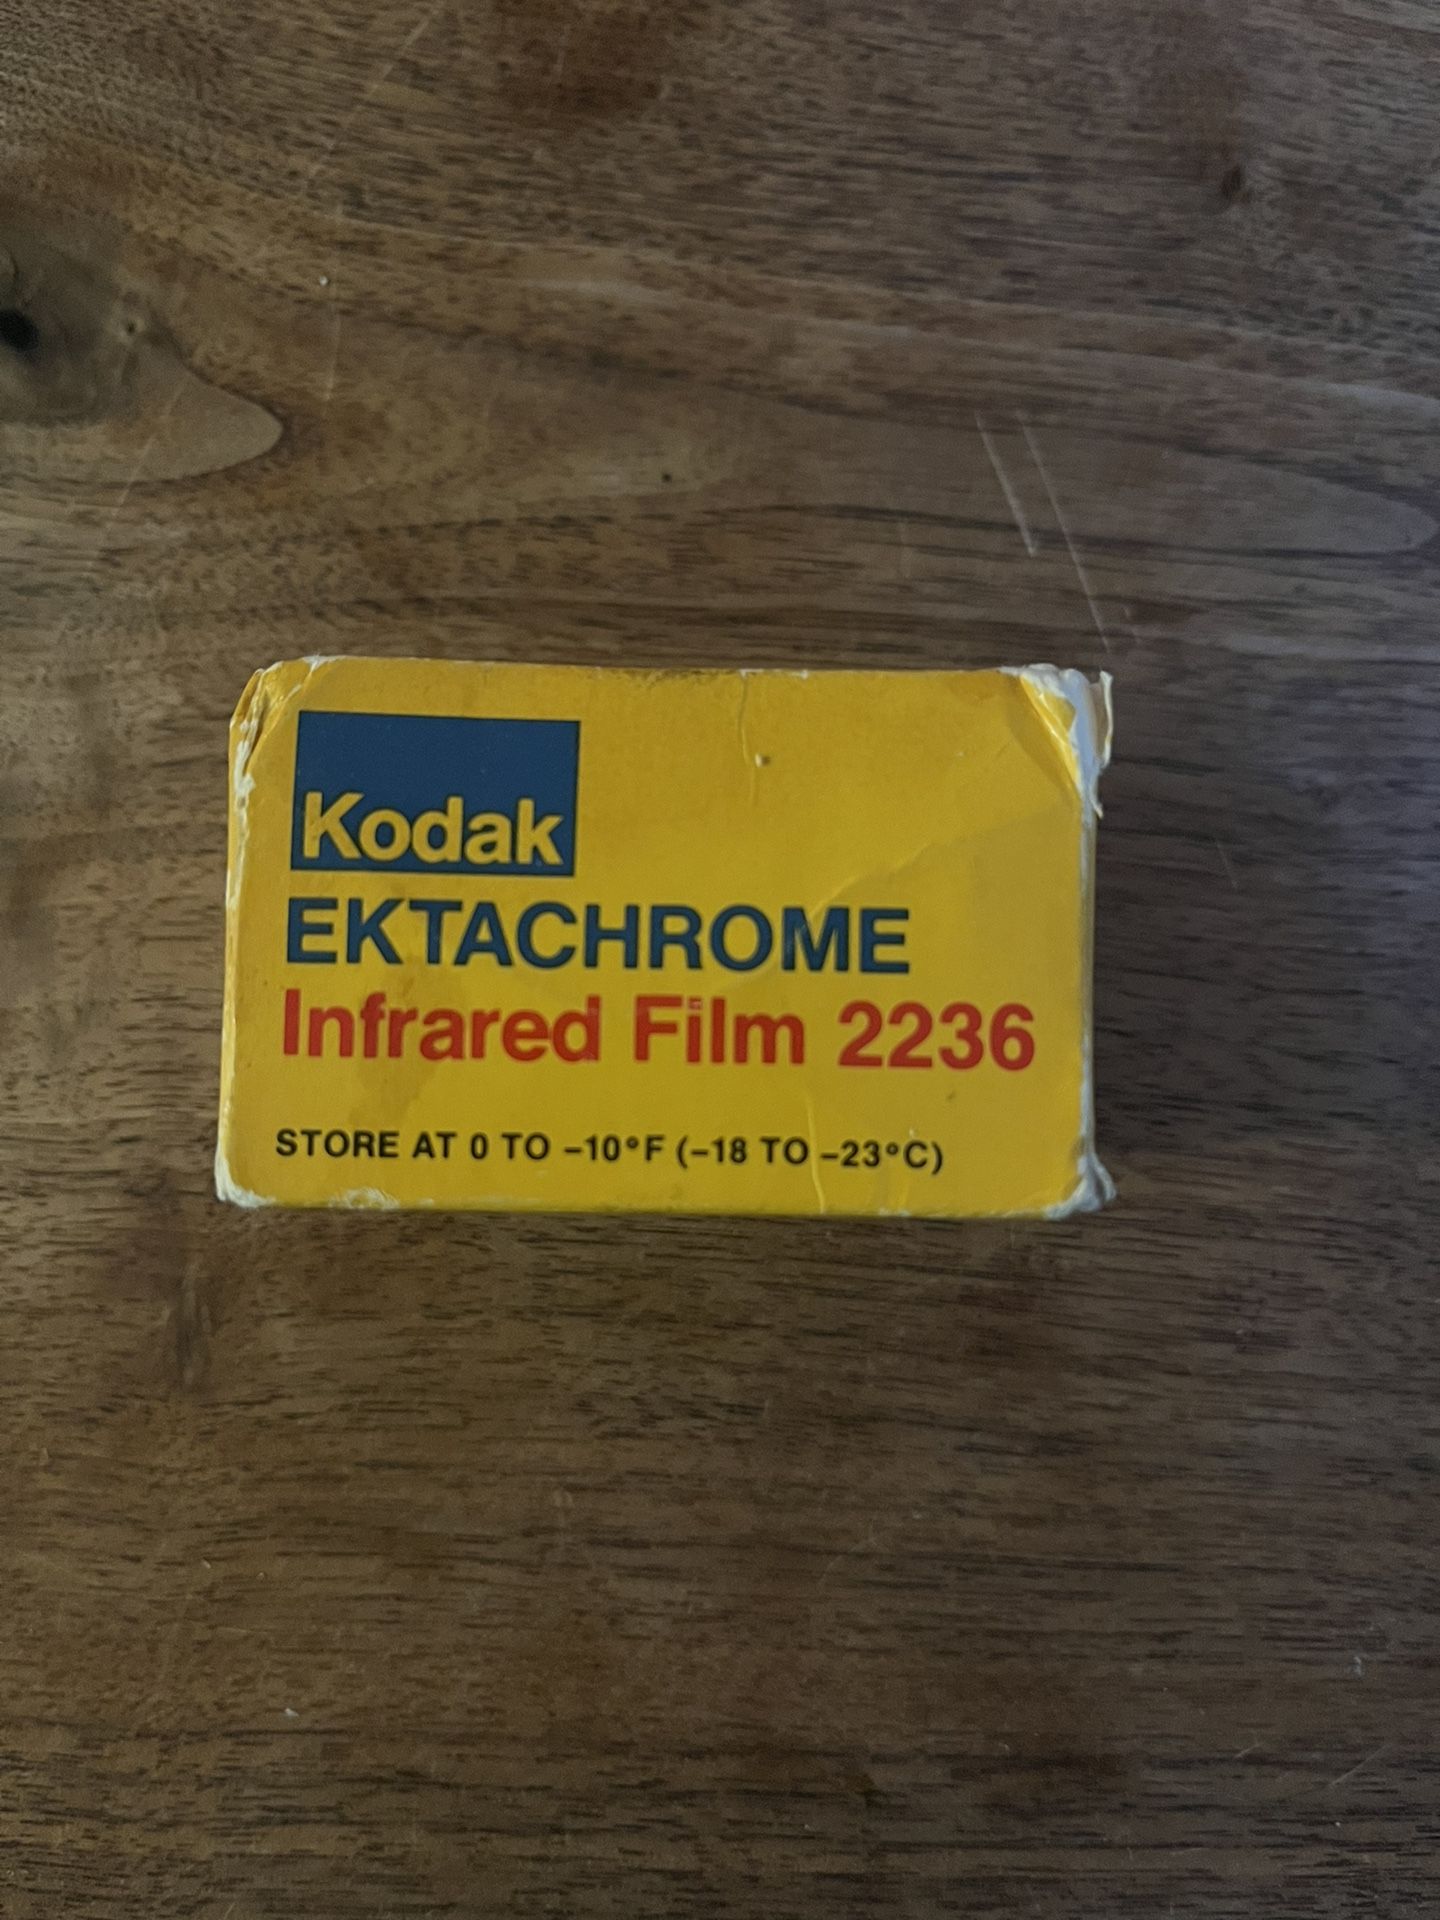 Kodak
EKTACHROME
Infrared Film 2236
STORE AT 0 TO –10°F (–18 TO –23°C)